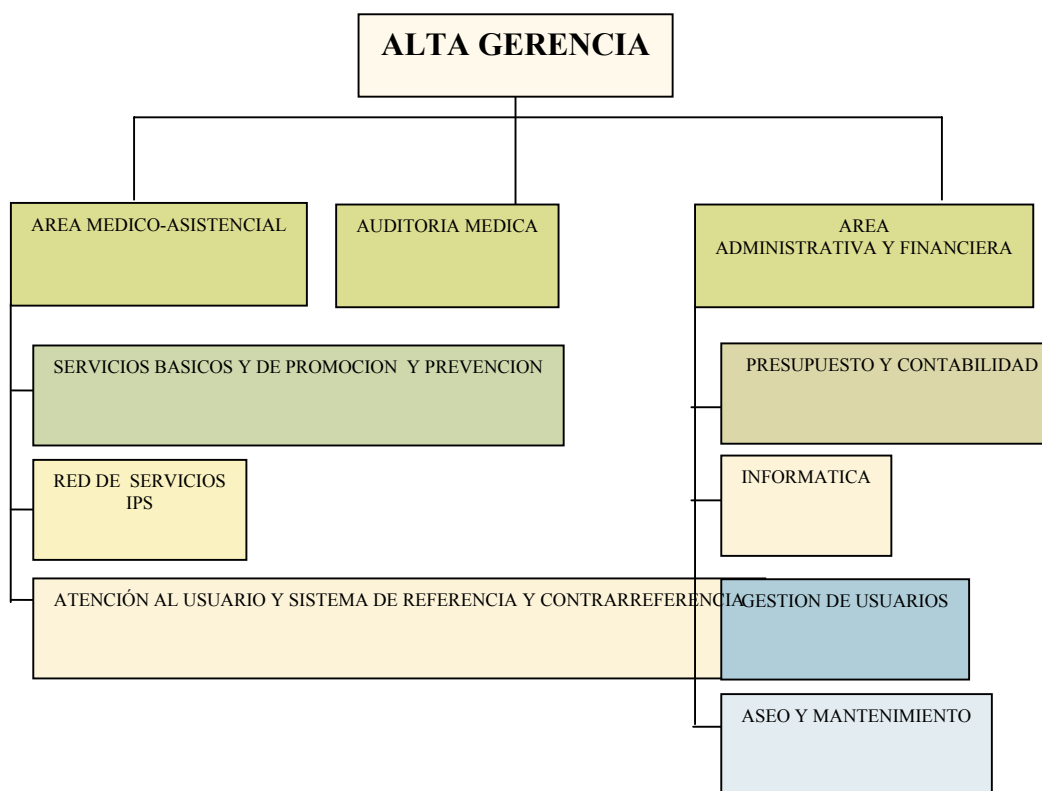 ALTA GERENCIA
AREA MEDICO-ASISTENCIAL
AUDITORIA MEDICA
AREA
ADMINISTRATIVA Y FINANCIERA
SERVICIOS BASICOS Y DE PROMOCION Y PREVENCION
PRESUPUESTO Y CONTABILIDAD
RED DE SERVICIOS
IPS
INFORMATICA
ATENCIÓN AL USUARIO Y SISTEMA DE REFERENCIA Y CONTRARREFERENCIA
GESTION DE USUARIOS
ASEO Y MANTENIMIENTO